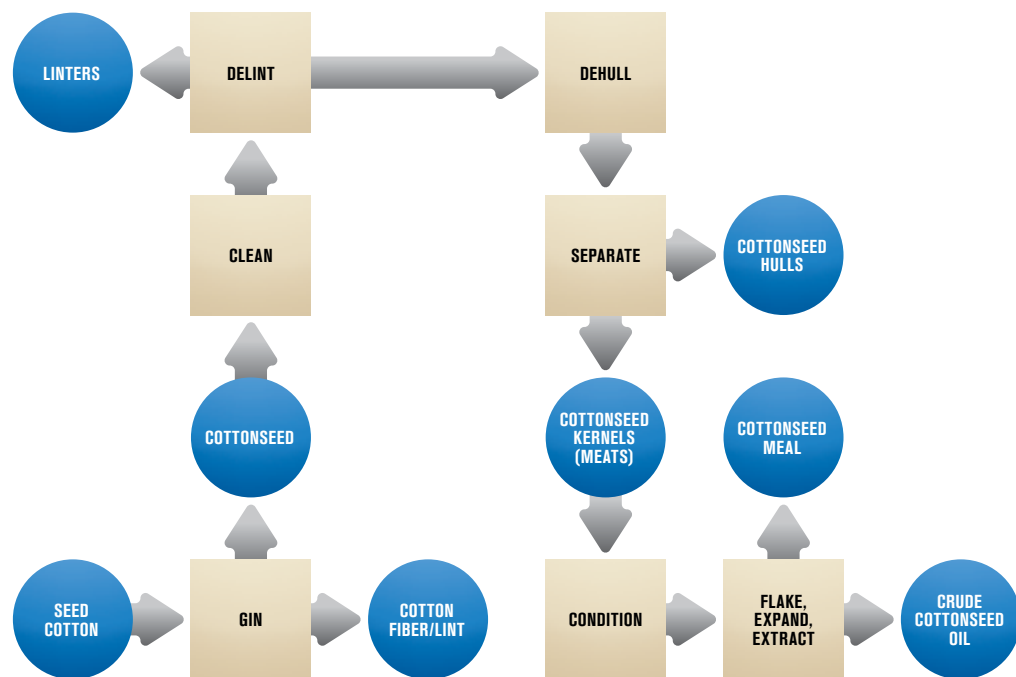 LINTERS
DELINT
DEHULL
CLEAN
SEPARATE
COTTONSEED
HULLS
COTTONSEED
COTTONSEED
KERNELS
(MEATS)
COTTONSEED
MEAL
SEED
COTTON
GIN
COTTON
FIBER/LINT
CONDITION
FLAKE,
EXPAND,
EXTRACT
CRUDE
COTTONSEED
OIL